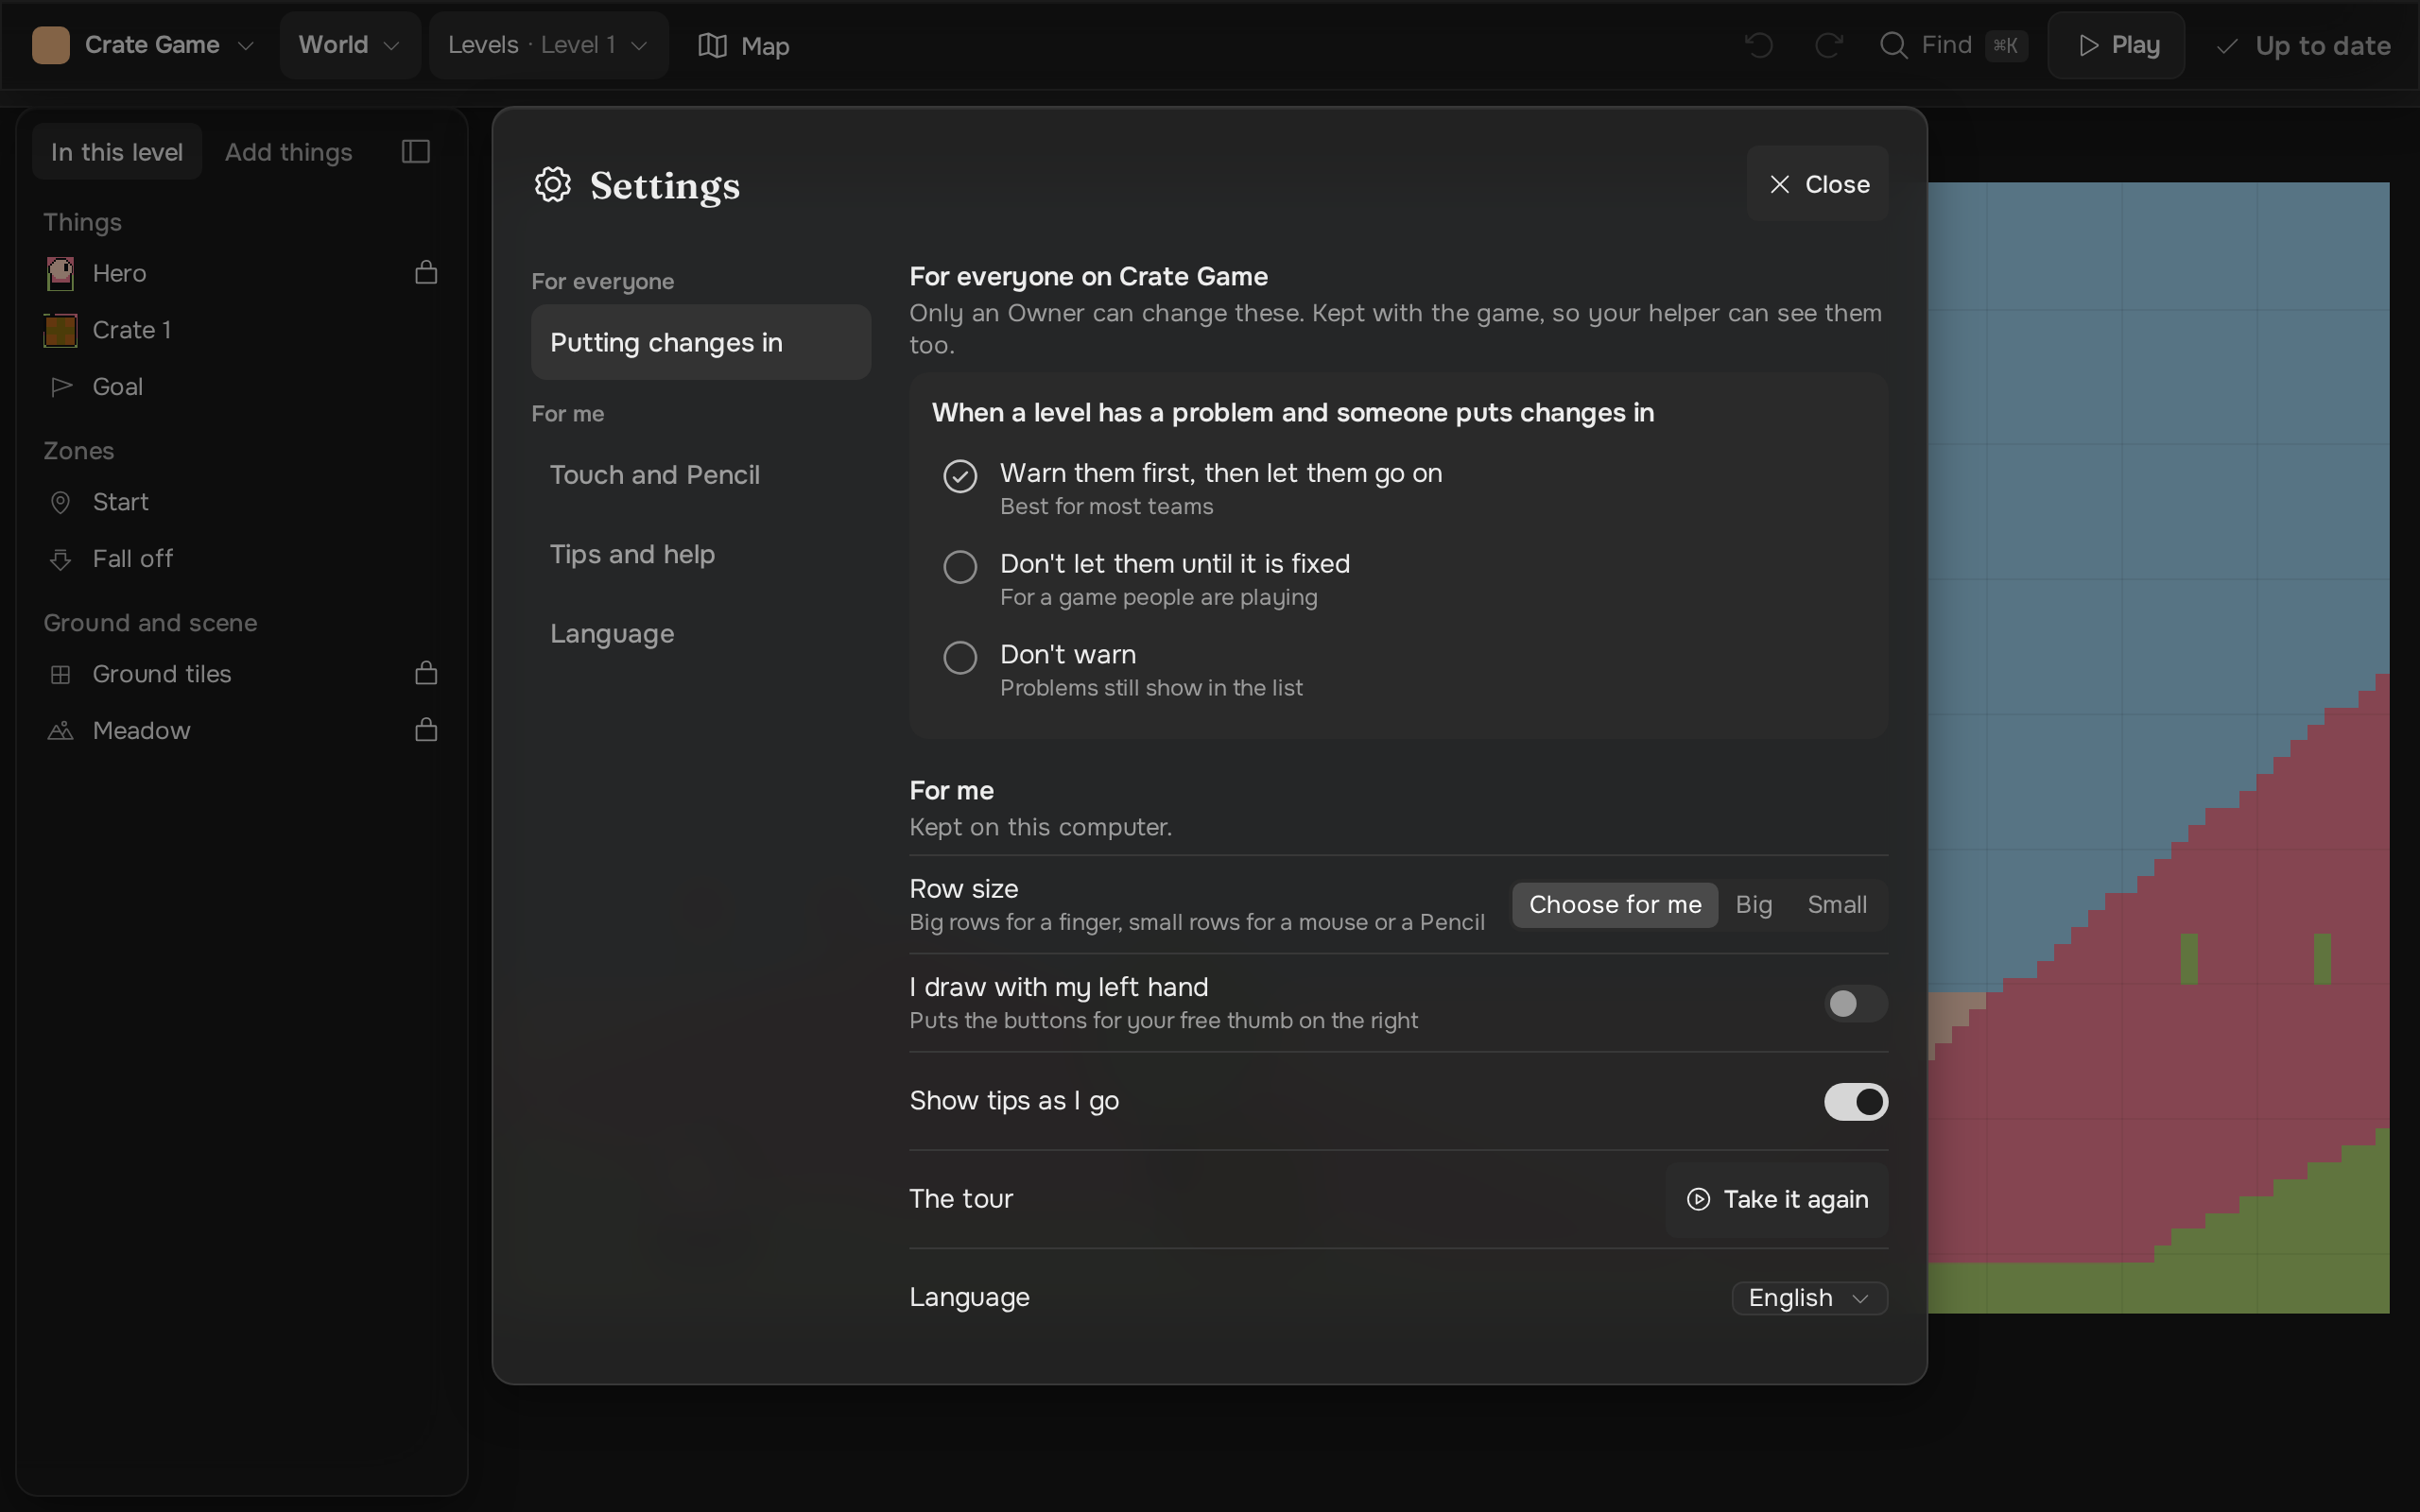 Crate Game
World
Levels · Level 1
Map
Find ⌘K
Play
Up to date
In this level
Add things
Things
Hero
Crate 1
Goal
Zones
Start
Fall off
Ground and scene
Ground tiles
Meadow
Settings
Close
For everyone
Putting changes in
For me
Touch and Pencil
Tips and help
Language
For everyone on Crate Game
Only an Owner can change these. Kept with the game, so your helper can see them
too.
When a level has a problem and someone puts changes in
Warn them first, then let them go on
Best for most teams
Don't let them until it is fixed
For a game people are playing
Don't warn
Problems still show in the list
For me
Kept on this computer.
Row size
Big rows for a finger, small rows for a mouse or a Pencil
Choose for me
Big
Small
I draw with my left hand
Puts the buttons for your free thumb on the right
Show tips as I go
The tour
Take it again
Language
English